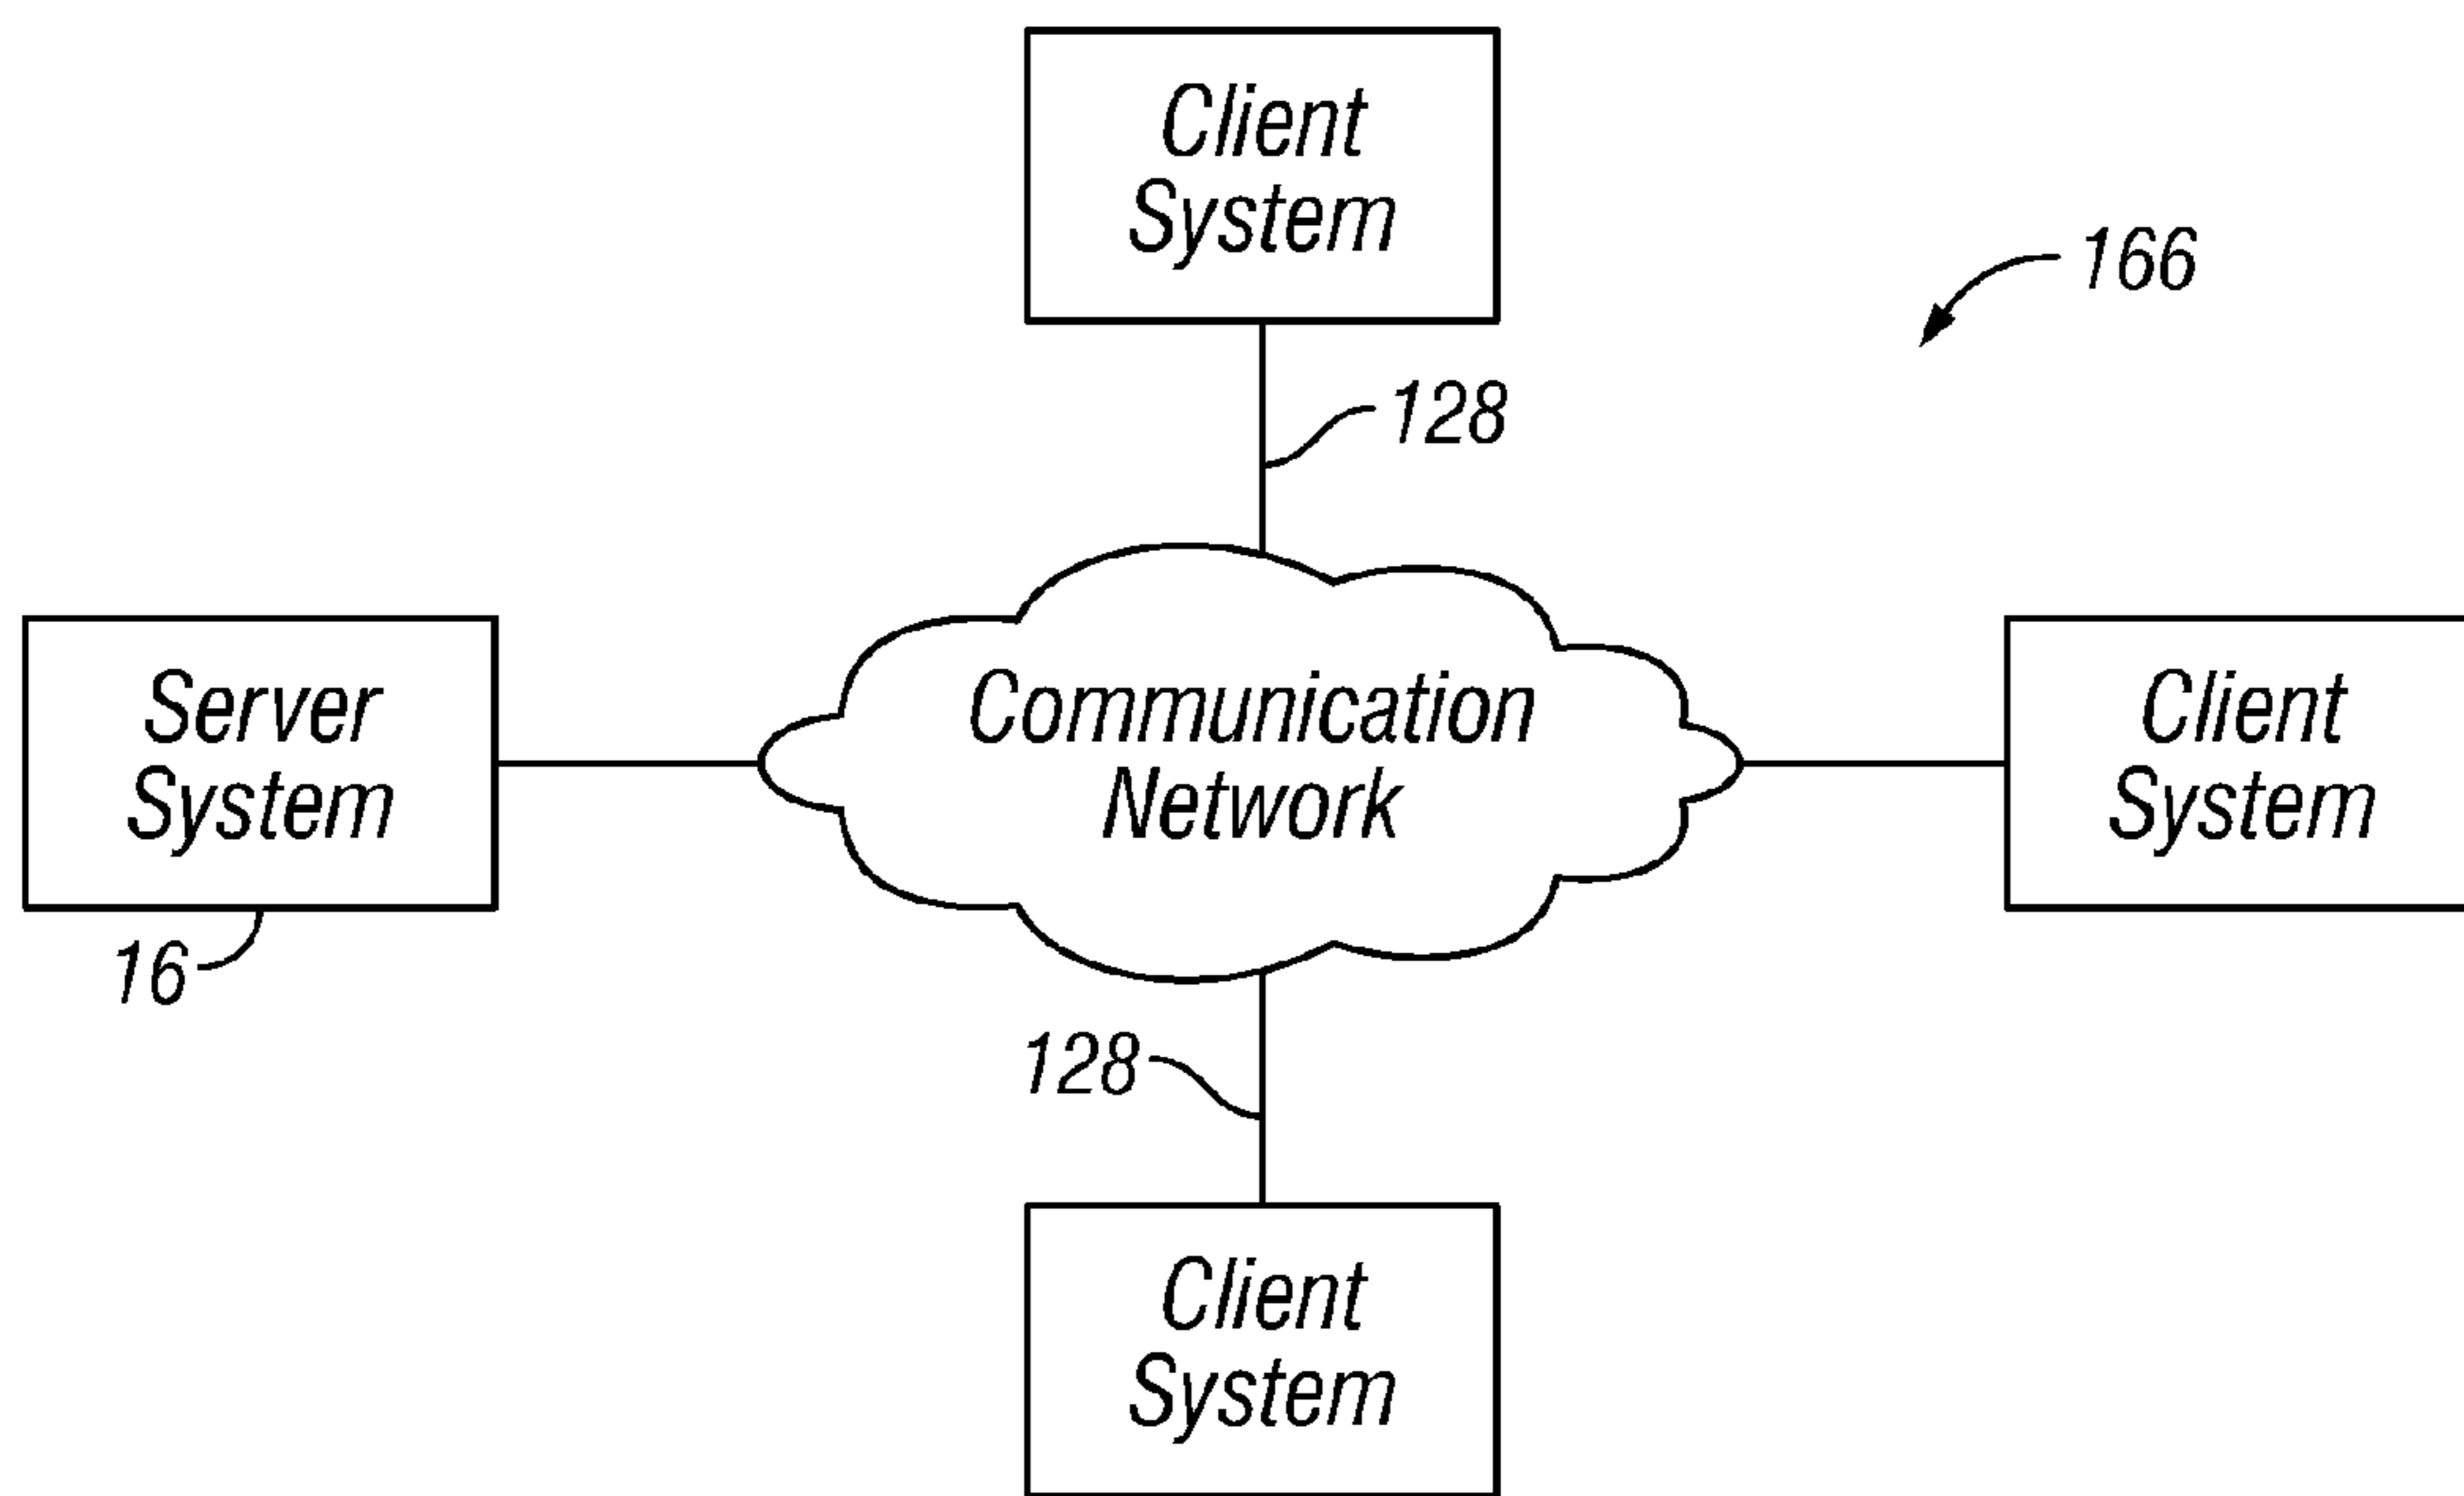 Client
System
166
128
Server
System
Communication
Network
Client
System
16
128
Client
System